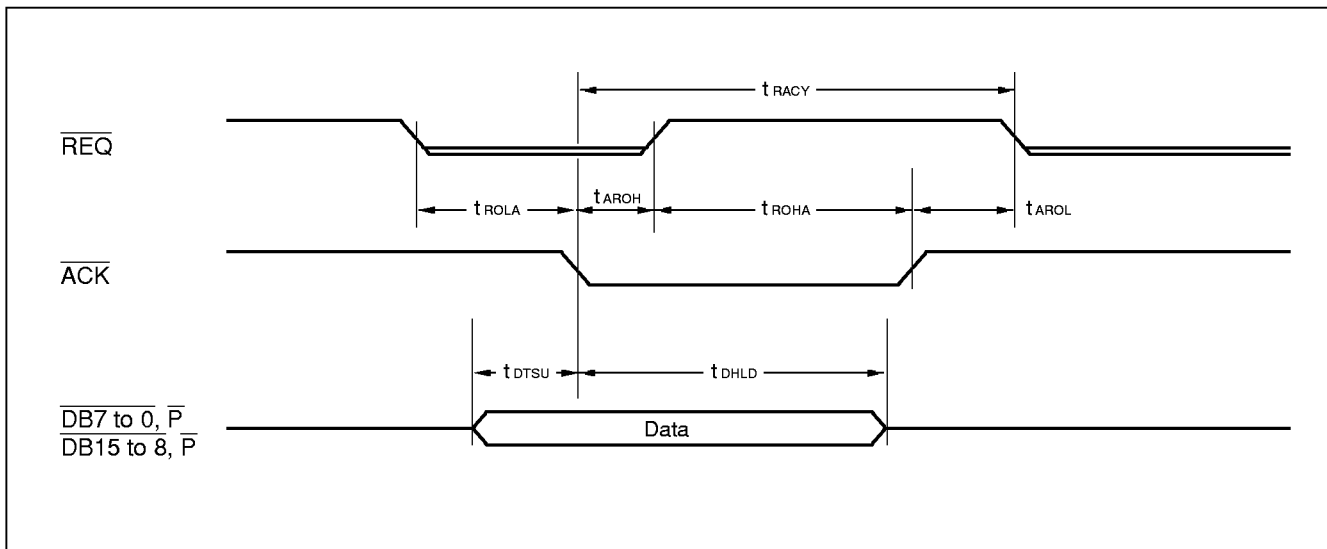 t RACY
REQ
t ROLA
t AROH
t ROHA
t AROL
ACK
t DTSU
t DHLD
DB7 to 0, P
DB15 to 8, P
Data